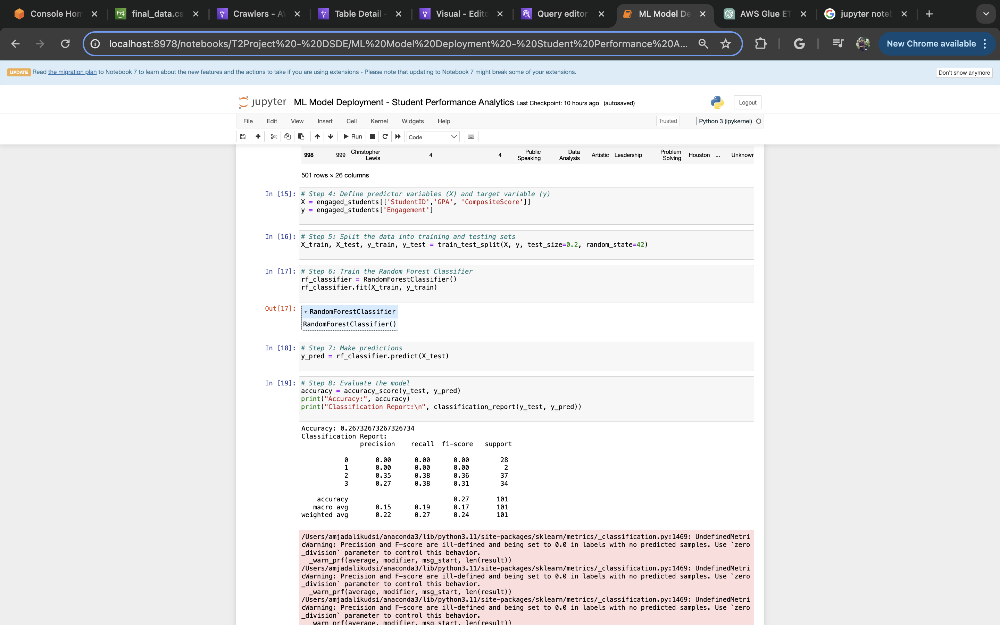 Console Hom
final_data.cs
Crawlers - A
Table Detail -
Visual - Edito
Query editor
ML Model De
AWS Glue ET
jupyter noteb
localhost:8978/notebooks/T2Project%20-%20DSDE/ML%20Model%20Deployment%20-%20Student%20Performance%20A...
New Chrome available
UPDATE Read the migration plan to Notebook 7 to learn about the new features and the actions to take if you are using extensions - Please note that updating to Notebook 7 might break some of your extensions.
Don't show anymore
jupyter ML Model Deployment - Student Performance Analytics Last Checkpoint: 10 hours ago (autosaved)
Logout
File Edit View Insert Cell Kernel Widgets Help
Trusted Python 3 (ipykernel)
Run Code
998 999 Christopher Lewis 4 4 Public Speaking Data Analysis Artistic Leadership Problem Solving Houston ... Unknown
501 rows × 26 columns
In [15]: # Step 4: Define predictor variables (X) and target variable (y)
X = engaged_students[['StudentID','GPA', 'CompositeScore']]
y = engaged_students['Engagement']
In [16]: # Step 5: Split the data into training and testing sets
X_train, X_test, y_train, y_test = train_test_split(X, y, test_size=0.2, random_state=42)
In [17]: # Step 6: Train the Random Forest Classifier
rf_classifier = RandomForestClassifier()
rf_classifier.fit(X_train, y_train)
Out[17]: ▾ RandomForestClassifier
RandomForestClassifier()
In [18]: # Step 7: Make predictions
y_pred = rf_classifier.predict(X_test)
In [19]: # Step 8: Evaluate the model
accuracy = accuracy_score(y_test, y_pred)
print("Accuracy:", accuracy)
print("Classification Report:\n", classification_report(y_test, y_pred))
Accuracy: 0.26732673267326734
Classification Report:
precision recall f1-score support
0 0.00 0.00 0.00 28
1 0.00 0.00 0.00 2
2 0.35 0.38 0.36 37
3 0.27 0.38 0.31 34
accuracy 0.27 101
macro avg 0.15 0.19 0.17 101
weighted avg 0.22 0.27 0.24 101
/Users/amjadalikudsi/anaconda3/lib/python3.11/site-packages/sklearn/metrics/_classification.py:1469: UndefinedMetri
cWarning: Precision and F-score are ill-defined and being set to 0.0 in labels with no predicted samples. Use `zero
_division` parameter to control this behavior.
_warn_prf(average, modifier, msg_start, len(result))
/Users/amjadalikudsi/anaconda3/lib/python3.11/site-packages/sklearn/metrics/_classification.py:1469: UndefinedMetri
cWarning: Precision and F-score are ill-defined and being set to 0.0 in labels with no predicted samples. Use `zero
_division` parameter to control this behavior.
_warn_prf(average, modifier, msg_start, len(result))
/Users/amjadalikudsi/anaconda3/lib/python3.11/site-packages/sklearn/metrics/_classification.py:1469: UndefinedMetri
cWarning: Precision and F-score are ill-defined and being set to 0.0 in labels with no predicted samples. Use `zero
_division` parameter to control this behavior.
_warn_prf(average, modifier, msg_start, len(result))